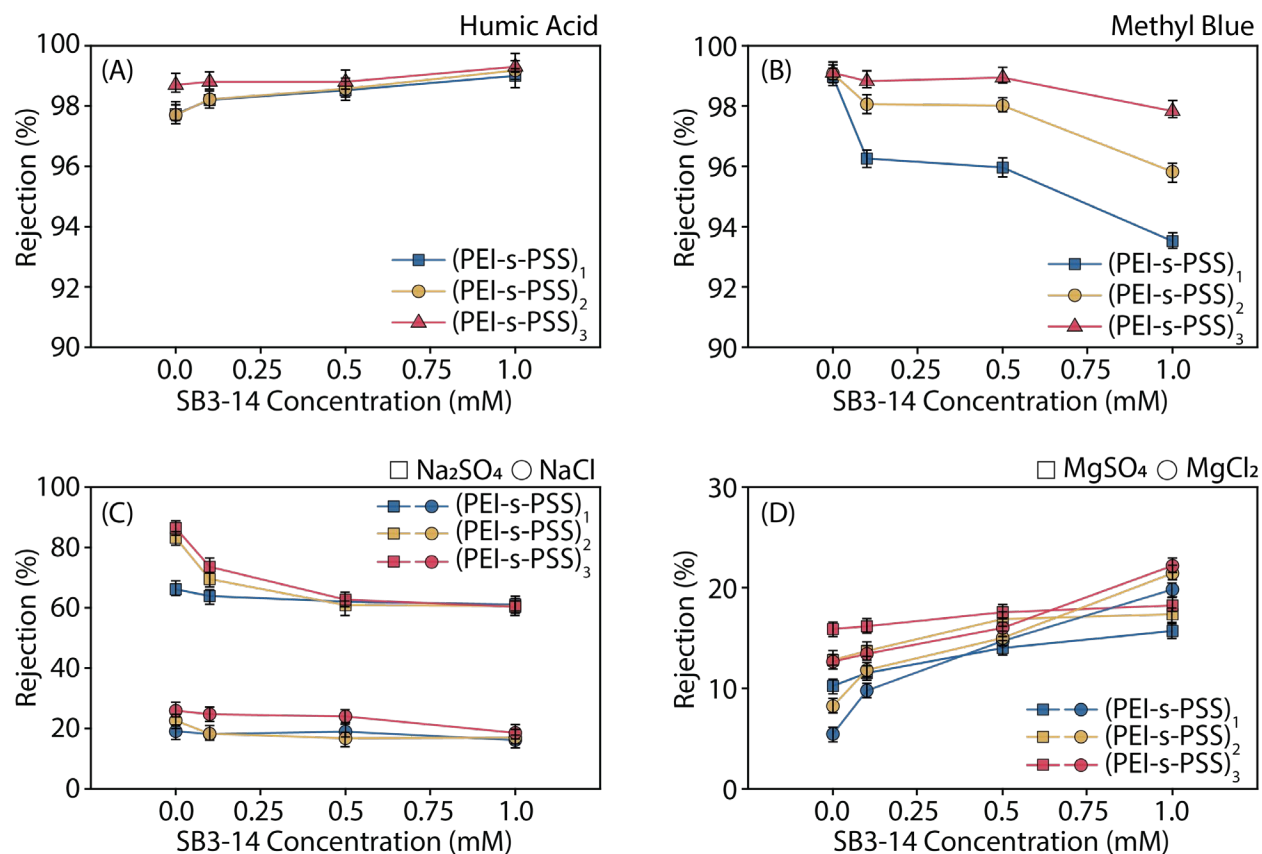 Humic Acid
(A)
Rejection (%)
100
98
96
94
92
90
(PEI-s-PSS)₁
(PEI-s-PSS)₂
(PEI-s-PSS)₃
0.0 0.25 0.5 0.75 1.0
SB3-14 Concentration (mM)
Methyl Blue
(B)
Rejection (%)
100
98
96
94
92
90
(PEI-s-PSS)₁
(PEI-s-PSS)₂
(PEI-s-PSS)₃
0.0 0.25 0.5 0.75 1.0
SB3-14 Concentration (mM)
Na₂SO₄ NaCl
(C)
Rejection (%)
100
80
60
40
20
0
(PEI-s-PSS)₁
(PEI-s-PSS)₂
(PEI-s-PSS)₃
0.0 0.25 0.5 0.75 1.0
SB3-14 Concentration (mM)
MgSO₄ MgCl₂
(D)
Rejection (%)
30
20
10
0
(PEI-s-PSS)₁
(PEI-s-PSS)₂
(PEI-s-PSS)₃
0.0 0.25 0.5 0.75 1.0
SB3-14 Concentration (mM)